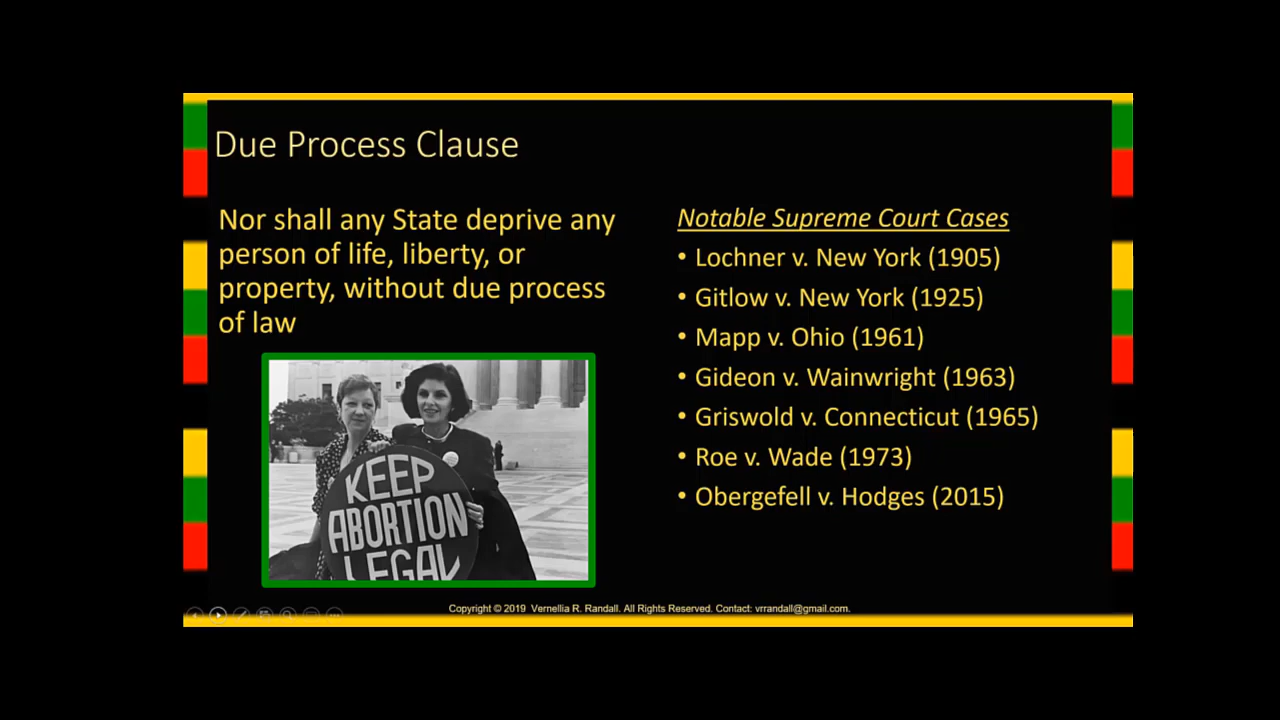 Due Process Clause
Nor shall any State deprive any
person of life, liberty, or
property, without due process
of law
KEEP
ABORTION
LEGAL
Notable Supreme Court Cases
• Lochner v. New York (1905)
• Gitlow v. New York (1925)
• Mapp v. Ohio (1961)
• Gideon v. Wainwright (1963)
• Griswold v. Connecticut (1965)
• Roe v. Wade (1973)
• Obergefell v. Hodges (2015)
Copyright © 2019 Vernellia R. Randall. All Rights Reserved. Contact: vrrandall@gmail.com.